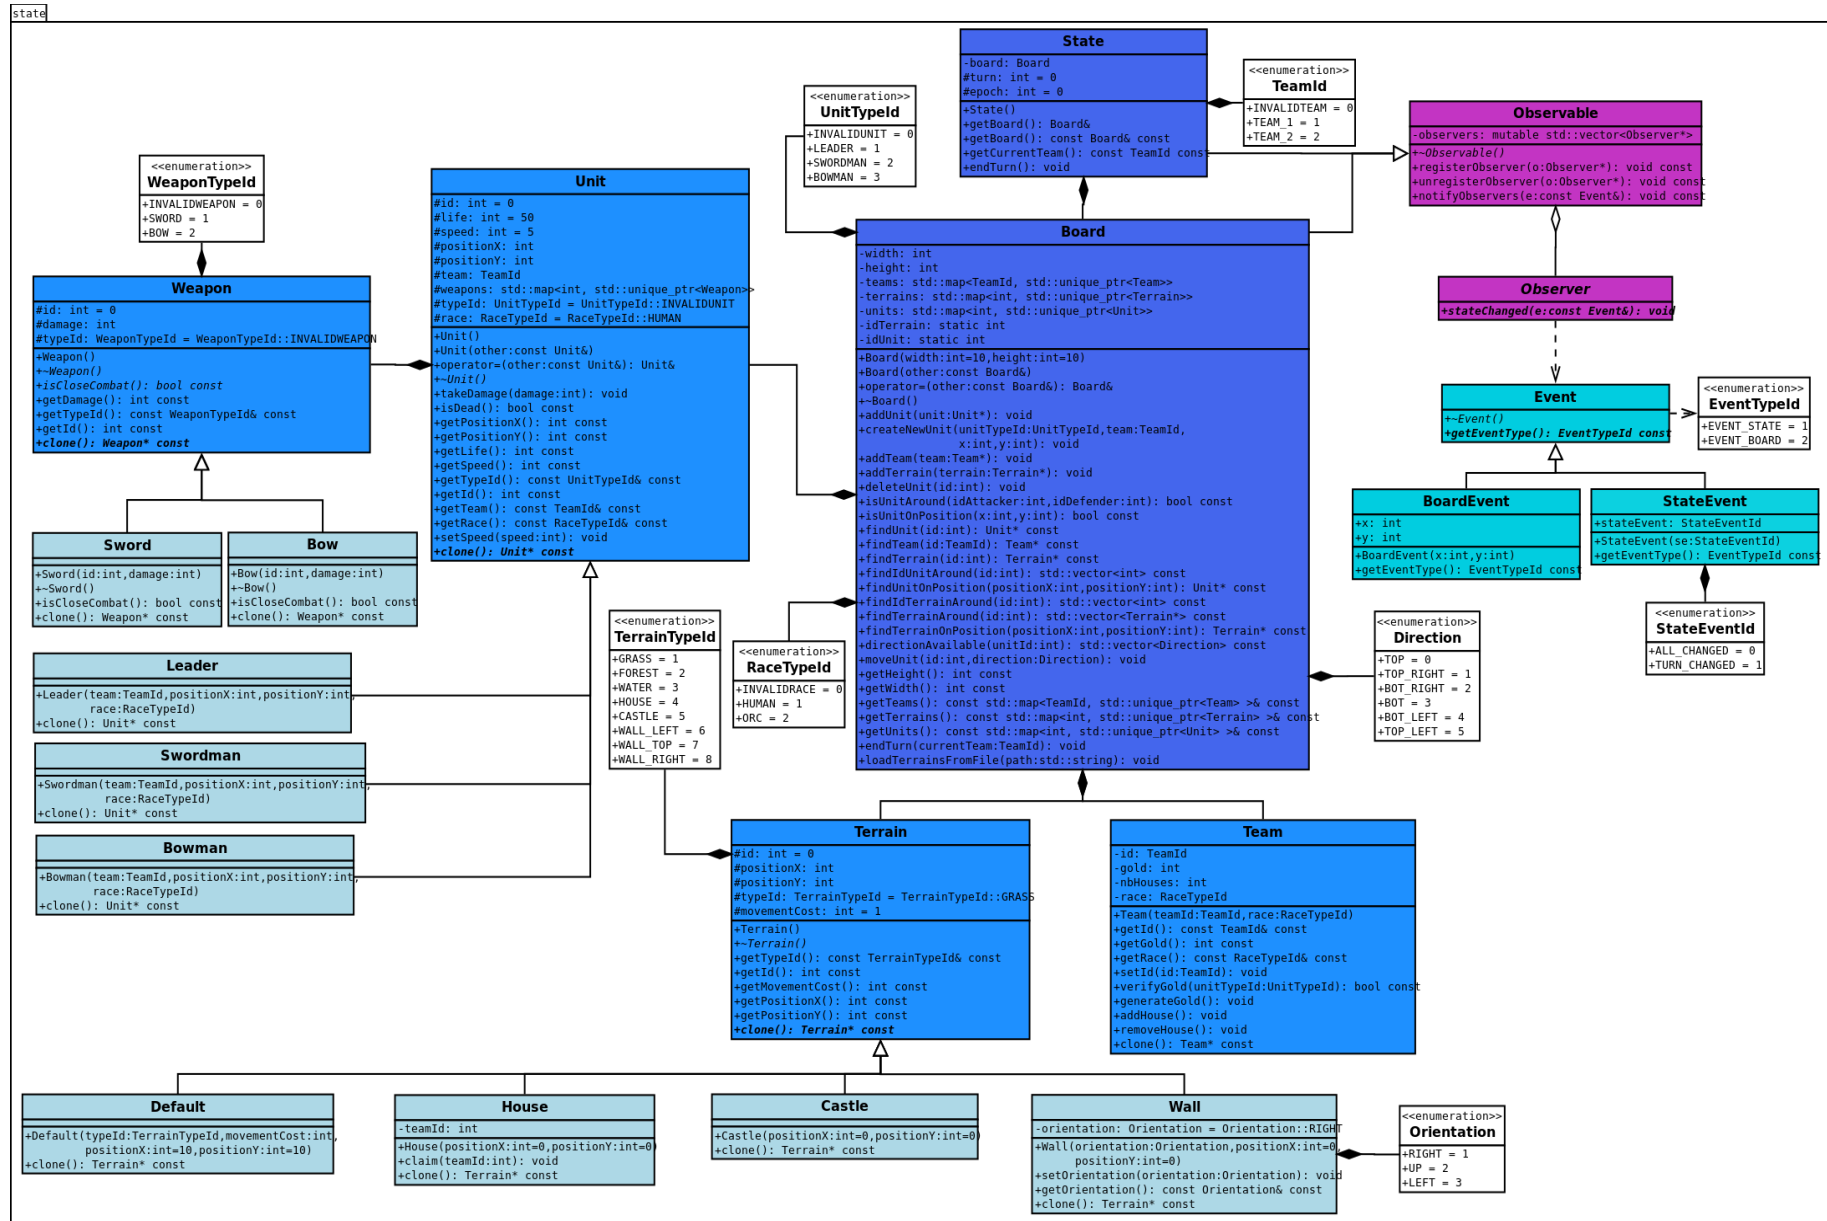 state
State
-board: Board
#turn: int = 0
#epoch: int = 0
+State()
+getBoard(): Board&
+getBoard(): const Board& const
+getCurrentTeam(): const TeamId const
+endTurn(): void
<<enumeration>>
TeamId
+INVALIDTEAM = 0
+TEAM_1 = 1
+TEAM_2 = 2
<<enumeration>>
UnitTypeId
+INVALIDUNIT = 0
+LEADER = 1
+SWORDMAN = 2
+BOWMAN = 3
Observable
-observers: mutable std::vector<Observer*>
+~Observable()
+registerObserver(o:Observer*): void const
+unregisterObserver(o:Observer*): void const
+notifyObservers(e:const Event&): void const
<<enumeration>>
WeaponTypeId
+INVALIDWEAPON = 0
+SWORD = 1
+BOW = 2
Unit
#id: int = 0
#life: int = 50
#speed: int = 5
#positionX: int
#positionY: int
#team: TeamId
#weapons: std::map<int, std::unique_ptr<Weapon>>
#typeId: UnitTypeId = UnitTypeId::INVALIDUNIT
#race: RaceTypeId = RaceTypeId::HUMAN
+Unit()
+Unit(other:const Unit&)
+operator=(other:const Unit&): Unit&
+~Unit()
+takeDamage(damage:int): void
+isDead(): bool const
+getPositionX(): int const
+getPositionY(): int const
+getLife(): int const
+getSpeed(): int const
+getTypeId(): const UnitTypeId& const
+getId(): int const
+getTeam(): const TeamId& const
+getRace(): const RaceTypeId& const
+setSpeed(speed:int): void
+clone(): Unit* const
Board
-width: int
-height: int
-teams: std::map<TeamId, std::unique_ptr<Team>>
-terrains: std::map<int, std::unique_ptr<Terrain>>
-units: std::map<int, std::unique_ptr<Unit>>
-idTerrain: static int
-idUnit: static int
+Board(width:int=10,height:int=10)
+Board(other:const Board&)
+operator=(other:const Board&): Board&
+~Board()
+addUnit(unit:Unit*): void
+createNewUnit(unitTypeId:UnitTypeId,team:TeamId,
x:int,y:int): void
+addTeam(team:Team*): void
+addTerrain(terrain:Terrain*): void
+deleteUnit(id:int): void
+isUnitAround(idAttacker:int,idDefender:int): bool const
+isUnitOnPosition(x:int,y:int): bool const
+findUnit(id:int): Unit* const
+findTeam(id:TeamId): Team* const
+findTerrain(id:int): Terrain* const
+findIdUnitAround(id:int): std::vector<int> const
+findUnitOnPosition(positionX:int,positionY:int): Unit* const
+findIdTerrainAround(id:int): std::vector<int> const
+findTerrainAround(id:int): std::vector<Terrain*> const
+findTerrainOnPosition(positionX:int,positionY:int): Terrain* const
+directionAvailable(unitId:int): std::vector<Direction> const
+moveUnit(id:int,direction:Direction): void
+getHeight(): int const
+getWidth(): int const
+getTeams(): const std::map<TeamId, std::unique_ptr<Team> >& const
+getTerrains(): const std::map<int, std::unique_ptr<Terrain> >& const
+getUnits(): const std::map<int, std::unique_ptr<Unit> >& const
+endTurn(currentTeam:TeamId): void
+loadTerrainsFromFile(path:std::string): void
Weapon
#id: int = 0
#damage: int
#typeId: WeaponTypeId = WeaponTypeId::INVALIDWEAPON
+Weapon()
+~Weapon()
+isCloseCombat(): bool const
+getDamage(): int const
+getTypeId(): const WeaponTypeId& const
+getId(): int const
+clone(): Weapon* const
Observer
+stateChanged(e:const Event&): void
Event
+~Event()
+getEventType(): EventTypeId const
<<enumeration>>
EventTypeId
+EVENT_STATE = 1
+EVENT_BOARD = 2
BoardEvent
+x: int
+y: int
+BoardEvent(x:int,y:int)
+getEventType(): EventTypeId const
StateEvent
+stateEvent: StateEventId
+StateEvent(se:StateEventId)
+getEventType(): EventTypeId const
<<enumeration>>
StateEventId
+ALL_CHANGED = 0
+TURN_CHANGED = 1
Sword
+Sword(id:int,damage:int)
+~Sword()
+isCloseCombat(): bool const
+clone(): Weapon* const
Bow
+Bow(id:int,damage:int)
+~Bow()
+isCloseCombat(): bool const
+clone(): Weapon* const
Leader
+Leader(team:TeamId,positionX:int,positionY:int,
race:RaceTypeId)
+clone(): Unit* const
Swordman
+Swordman(team:TeamId,positionX:int,positionY:int,
race:RaceTypeId)
+clone(): Unit* const
Bowman
+Bowman(team:TeamId,positionX:int,positionY:int,
race:RaceTypeId)
+clone(): Unit* const
<<enumeration>>
TerrainTypeId
+GRASS = 1
+FOREST = 2
+WATER = 3
+HOUSE = 4
+CASTLE = 5
+WALL_LEFT = 6
+WALL_TOP = 7
+WALL_RIGHT = 8
<<enumeration>>
RaceTypeId
+INVALIDRACE = 0
+HUMAN = 1
+ORC = 2
<<enumeration>>
Direction
+TOP = 0
+TOP_RIGHT = 1
+BOT_RIGHT = 2
+BOT = 3
+BOT_LEFT = 4
+TOP_LEFT = 5
Terrain
#id: int = 0
#positionX: int
#positionY: int
#typeId: TerrainTypeId = TerrainTypeId::GRASS
#movementCost: int = 1
+Terrain()
+~Terrain()
+getTypeId(): const TerrainTypeId& const
+getId(): int const
+getMovementCost(): int const
+getPositionX(): int const
+getPositionY(): int const
+clone(): Terrain* const
Team
-id: TeamId
-gold: int
-nbHouses: int
-race: RaceTypeId
+Team(teamId:TeamId,race:RaceTypeId)
+getId(): const TeamId& const
+getGold(): int const
+getRace(): const RaceTypeId& const
+setId(id:TeamId): void
+verifyGold(unitTypeId:UnitTypeId): bool const
+generateGold(): void
+addHouse(): void
+removeHouse(): void
+clone(): Team* const
Default
+Default(typeId:TerrainTypeId,movementCost:int,
positionX:int=10,positionY:int=10)
+clone(): Terrain* const
House
-teamId: int
+House(positionX:int=0,positionY:int=0)
+claim(teamId:int): void
+clone(): Terrain* const
Castle
+Castle(positionX:int=0,positionY:int=0)
+clone(): Terrain* const
Wall
-orientation: Orientation = Orientation::RIGHT
+Wall(orientation:Orientation,positionX:int=0,
positionY:int=0)
+setOrientation(orientation:Orientation): void
+getOrientation(): const Orientation& const
+clone(): Terrain* const
<<enumeration>>
Orientation
+RIGHT = 1
+UP = 2
+LEFT = 3